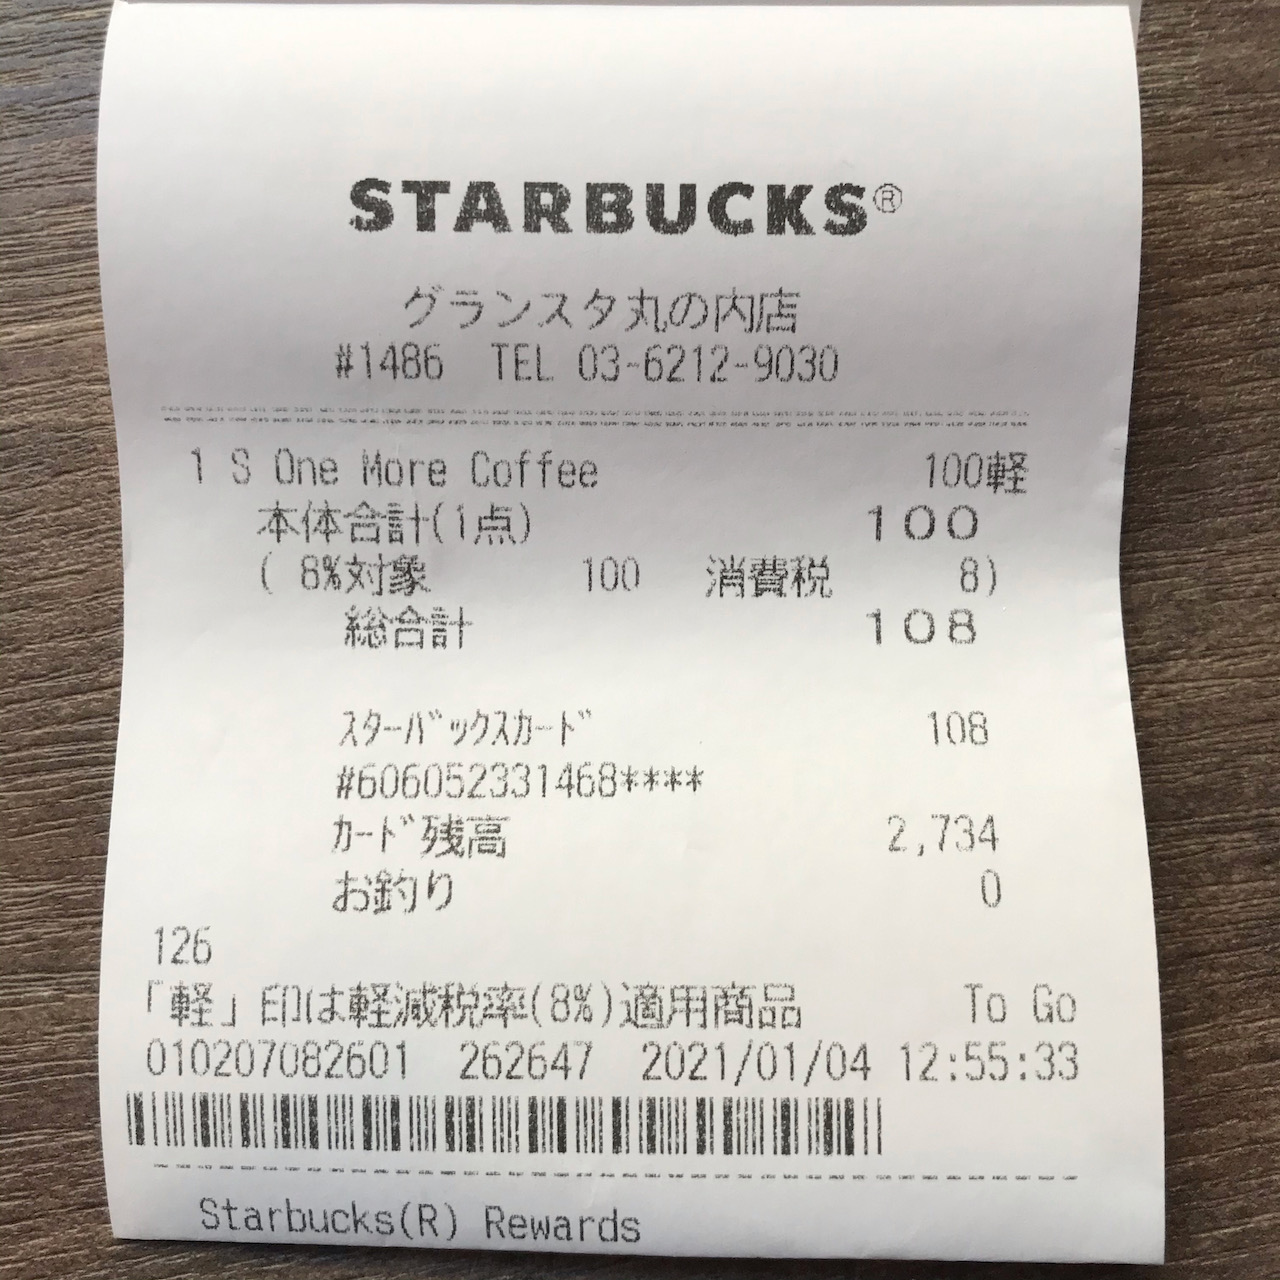 STARBUCKS®
グランスタ丸の内店
#1486 TEL 03-6212-9030
1 S One More Coffee 100軽
本体合計(1点) 100
( 8%対象 100 消費税 8)
総合計 108
ｽﾀｰﾊﾞｯｸｽｶｰﾄﾞ 108
#606052331468****
ｶｰﾄﾞ残高 2,734
お釣り 0
126
「軽」印は軽減税率(8%)適用商品 To Go
010207082601 262647 2021/01/04 12:55:33
Starbucks(R) Rewards